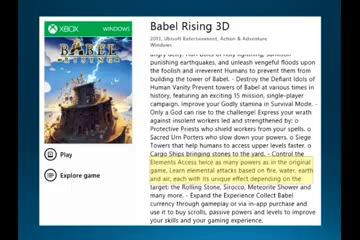 XBOX WINDOWS
BABEL
RISING
Play
Explore game
Babel Rising 3D
2013, Ubisoft Entertainment, Action & Adventure
Windows
angry. Hurl bolts of holy lightning, summon
punishing earthquakes, and unleash vengeful floods upon
the foolish and irreverent Humans to prevent them from
building the tower of Babel. - Destroy the Defiant Idols of
Human Vanity Prevent towers of Babel at various times in
history, featuring an exciting 15 mission, single-player
campaign. Improve your Godly stamina in Survival Mode. -
Only a God can rise to the challenge! Express your wrath
against insolent workers led and strengthened by: o
Protective Priests who shield workers from your spells. o
Sacred Urn Porters who slow down your powers. o Siege
Towers that help humans to access upper levels faster. o
Cargo Ships bringing stones to the yard. - Control the
Elements Access twice as many powers as in the original
game. Learn elemental attacks based on fire, water, earth
and air, each with its unique effect depending on the
target: the Rolling Stone, Sirocco, Meteorite Shower and
many more. - Expand the Experience Collect Babel
currency through gameplay or via in-app purchase and
use it to buy scrolls, passive powers and levels to improve
your skills and your gaming experience.